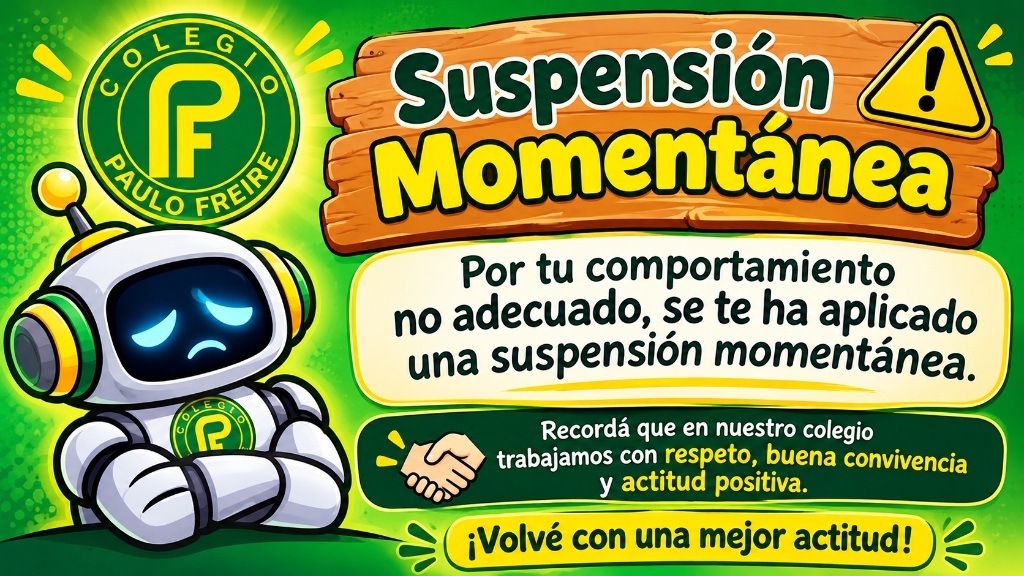 COLEGIO
PF
PAULO FREIRE
Suspensión
Momentánea
Por tu comportamiento
no adecuado, se te ha aplicado
una suspensión momentánea.
COLEGIO
PF
Recordá que en nuestro colegio
trabajamos con respeto, buena convivencia
y actitud positiva.
¡Volvé con una mejor actitud!